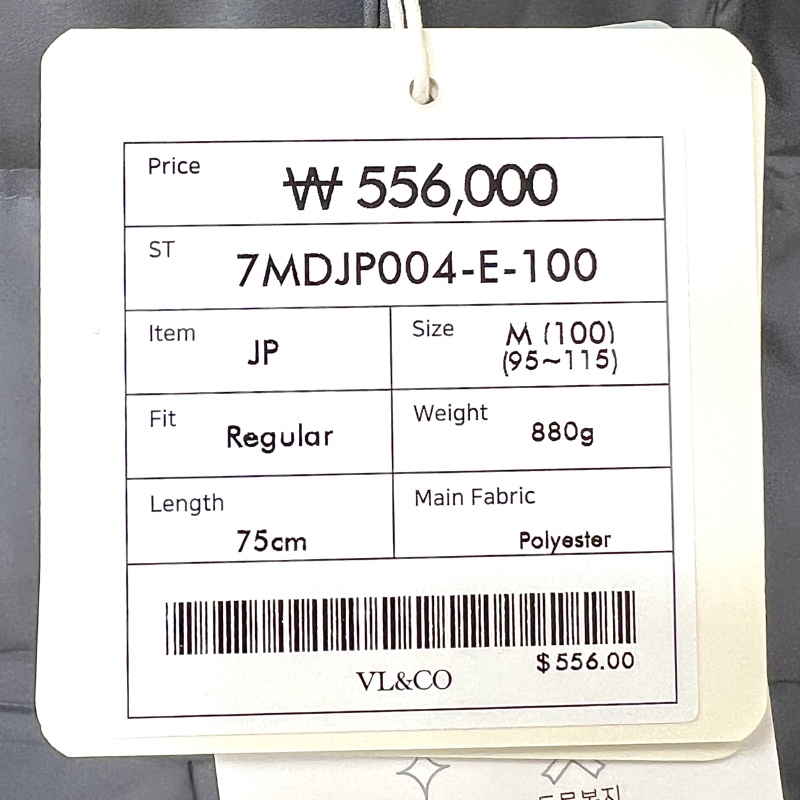 Price
₩ 556,000
ST
7MDJP004-E-100
Item
JP
Size
M (100)
(95~115)
Fit
Regular
Weight
880g
Length
75cm
Main Fabric
Polyester
$556.00
VL&CO